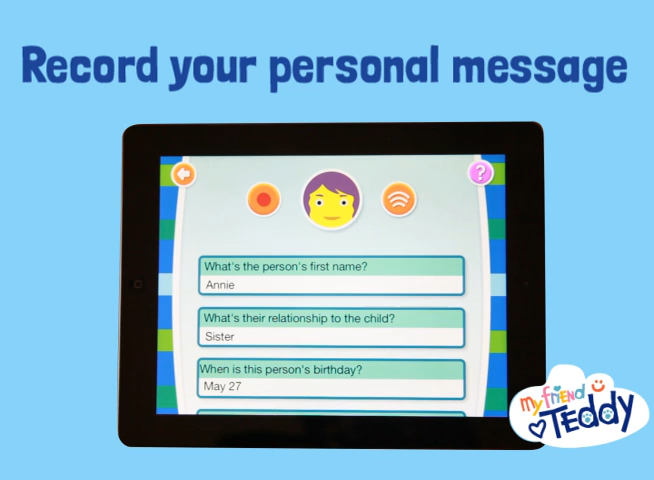 Record your personal message
?
What's the person's first name?
Annie
What's their relationship to the child?
Sister
When is this person's birthday?
May 27
my friend
Teddy